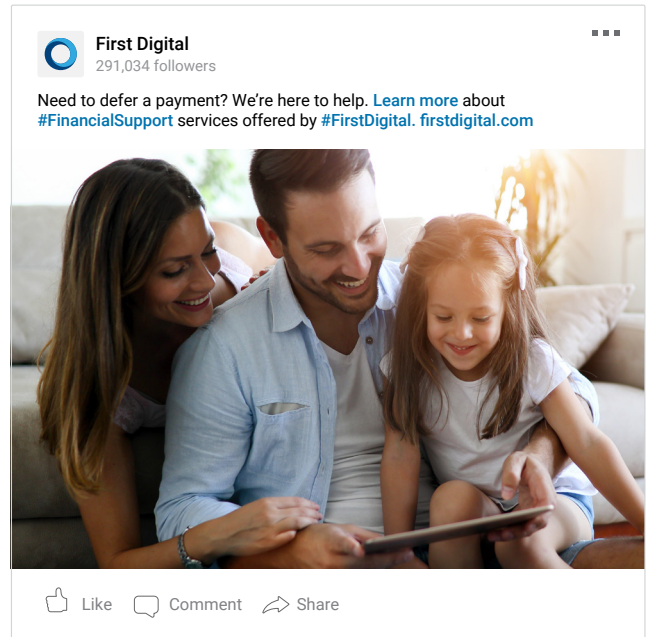 First Digital
291,034 followers
Need to defer a payment? We’re here to help. Learn more about
#FinancialSupport services offered by #FirstDigital. firstdigital.com
Like Comment Share